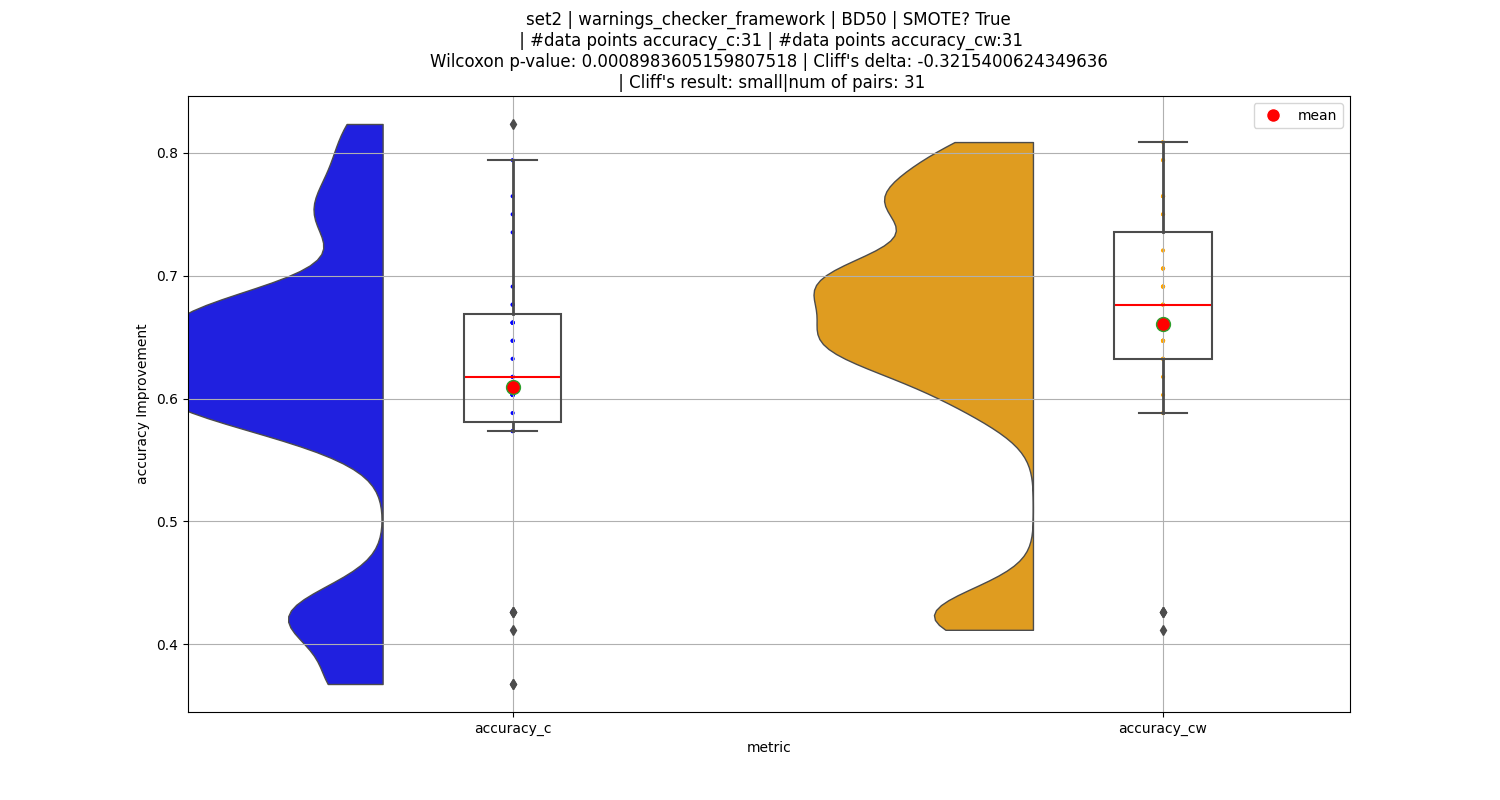 set2 | warnings_checker_framework | BD50 | SMOTE? True
| #data points accuracy_c:31 | #data points accuracy_cw:31
Wilcoxon p-value: 0.0008983605159807518 | Cliff's delta: -0.3215400624349636
| Cliff's result: small|num of pairs: 31
mean
0.8
0.7
0.6
0.5
0.4
accuracy Improvement
accuracy_c
accuracy_cw
metric